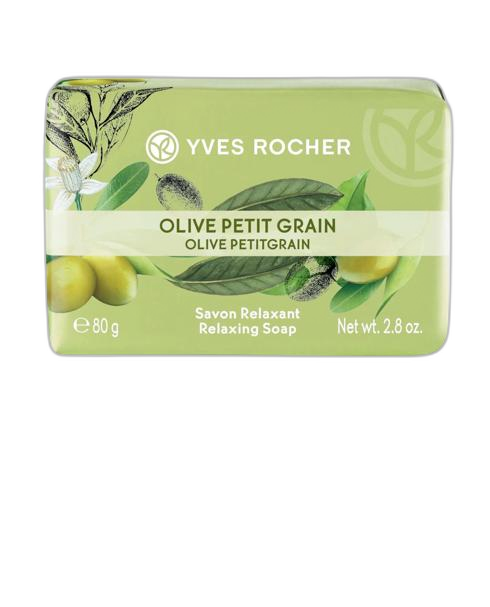 YVES ROCHER
OLIVE PETIT GRAIN
OLIVE PETITGRAIN
Savon Relaxant
Relaxing Soap
℮ 80 g
Net wt. 2.8 oz.